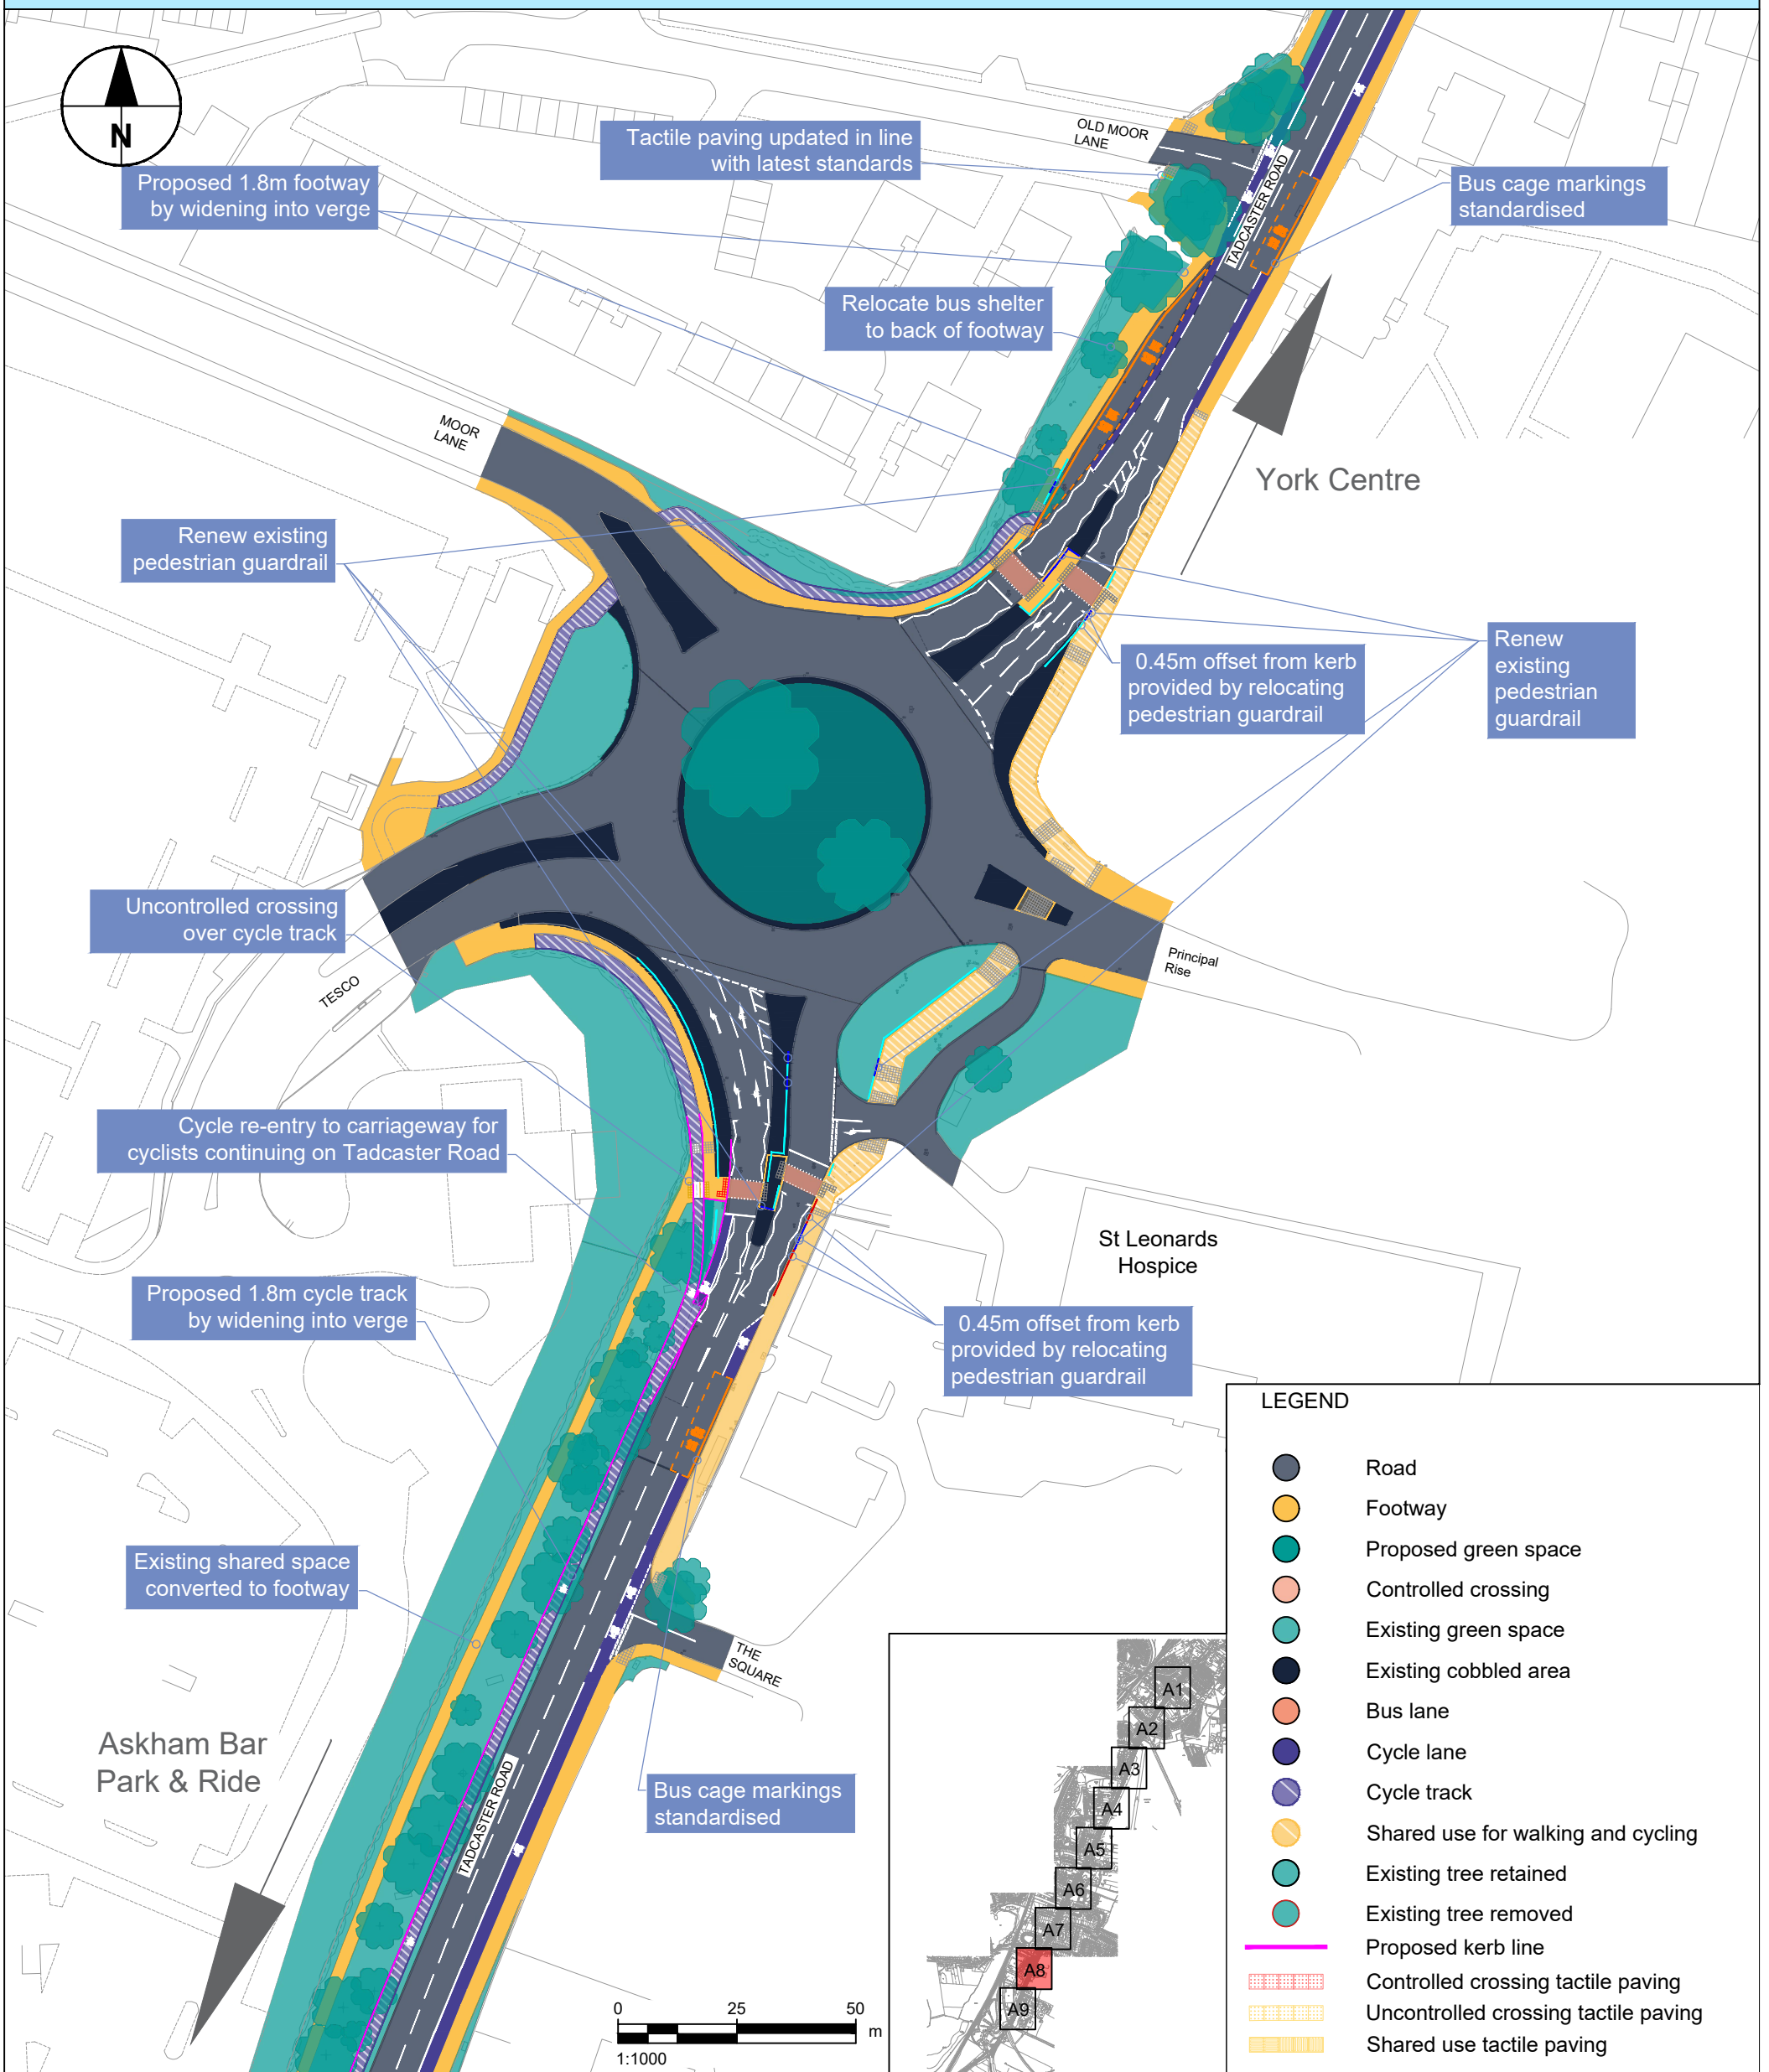 N
OLD MOOR
LANE
Tactile paving updated in line
with latest standards
Proposed 1.8m footway
by widening into verge
Bus cage markings
standardised
TADCASTER ROAD
Relocate bus shelter
to back of footway
MOOR
LANE
York Centre
Renew existing
pedestrian guardrail
0.45m offset from kerb
provided by relocating
pedestrian guardrail
Renew
existing
pedestrian
guardrail
Uncontrolled crossing
over cycle track
Principal
Rise
TESCO
Cycle re-entry to carriageway for
cyclists continuing on Tadcaster Road
St Leonards
Hospice
Proposed 1.8m cycle track
by widening into verge
0.45m offset from kerb
provided by relocating
pedestrian guardrail
Existing shared space
converted to footway
THE
SQUARE
Askham Bar
Park & Ride
TADCASTER ROAD
Bus cage markings
standardised
0 25 50
m
1:1000
A1
A2
A3
A4
A5
A6
A7
A8
A9
LEGEND
Road
Footway
Proposed green space
Controlled crossing
Existing green space
Existing cobbled area
Bus lane
Cycle lane
Cycle track
Shared use for walking and cycling
Existing tree retained
Existing tree removed
Proposed kerb line
Controlled crossing tactile paving
Uncontrolled crossing tactile paving
Shared use tactile paving